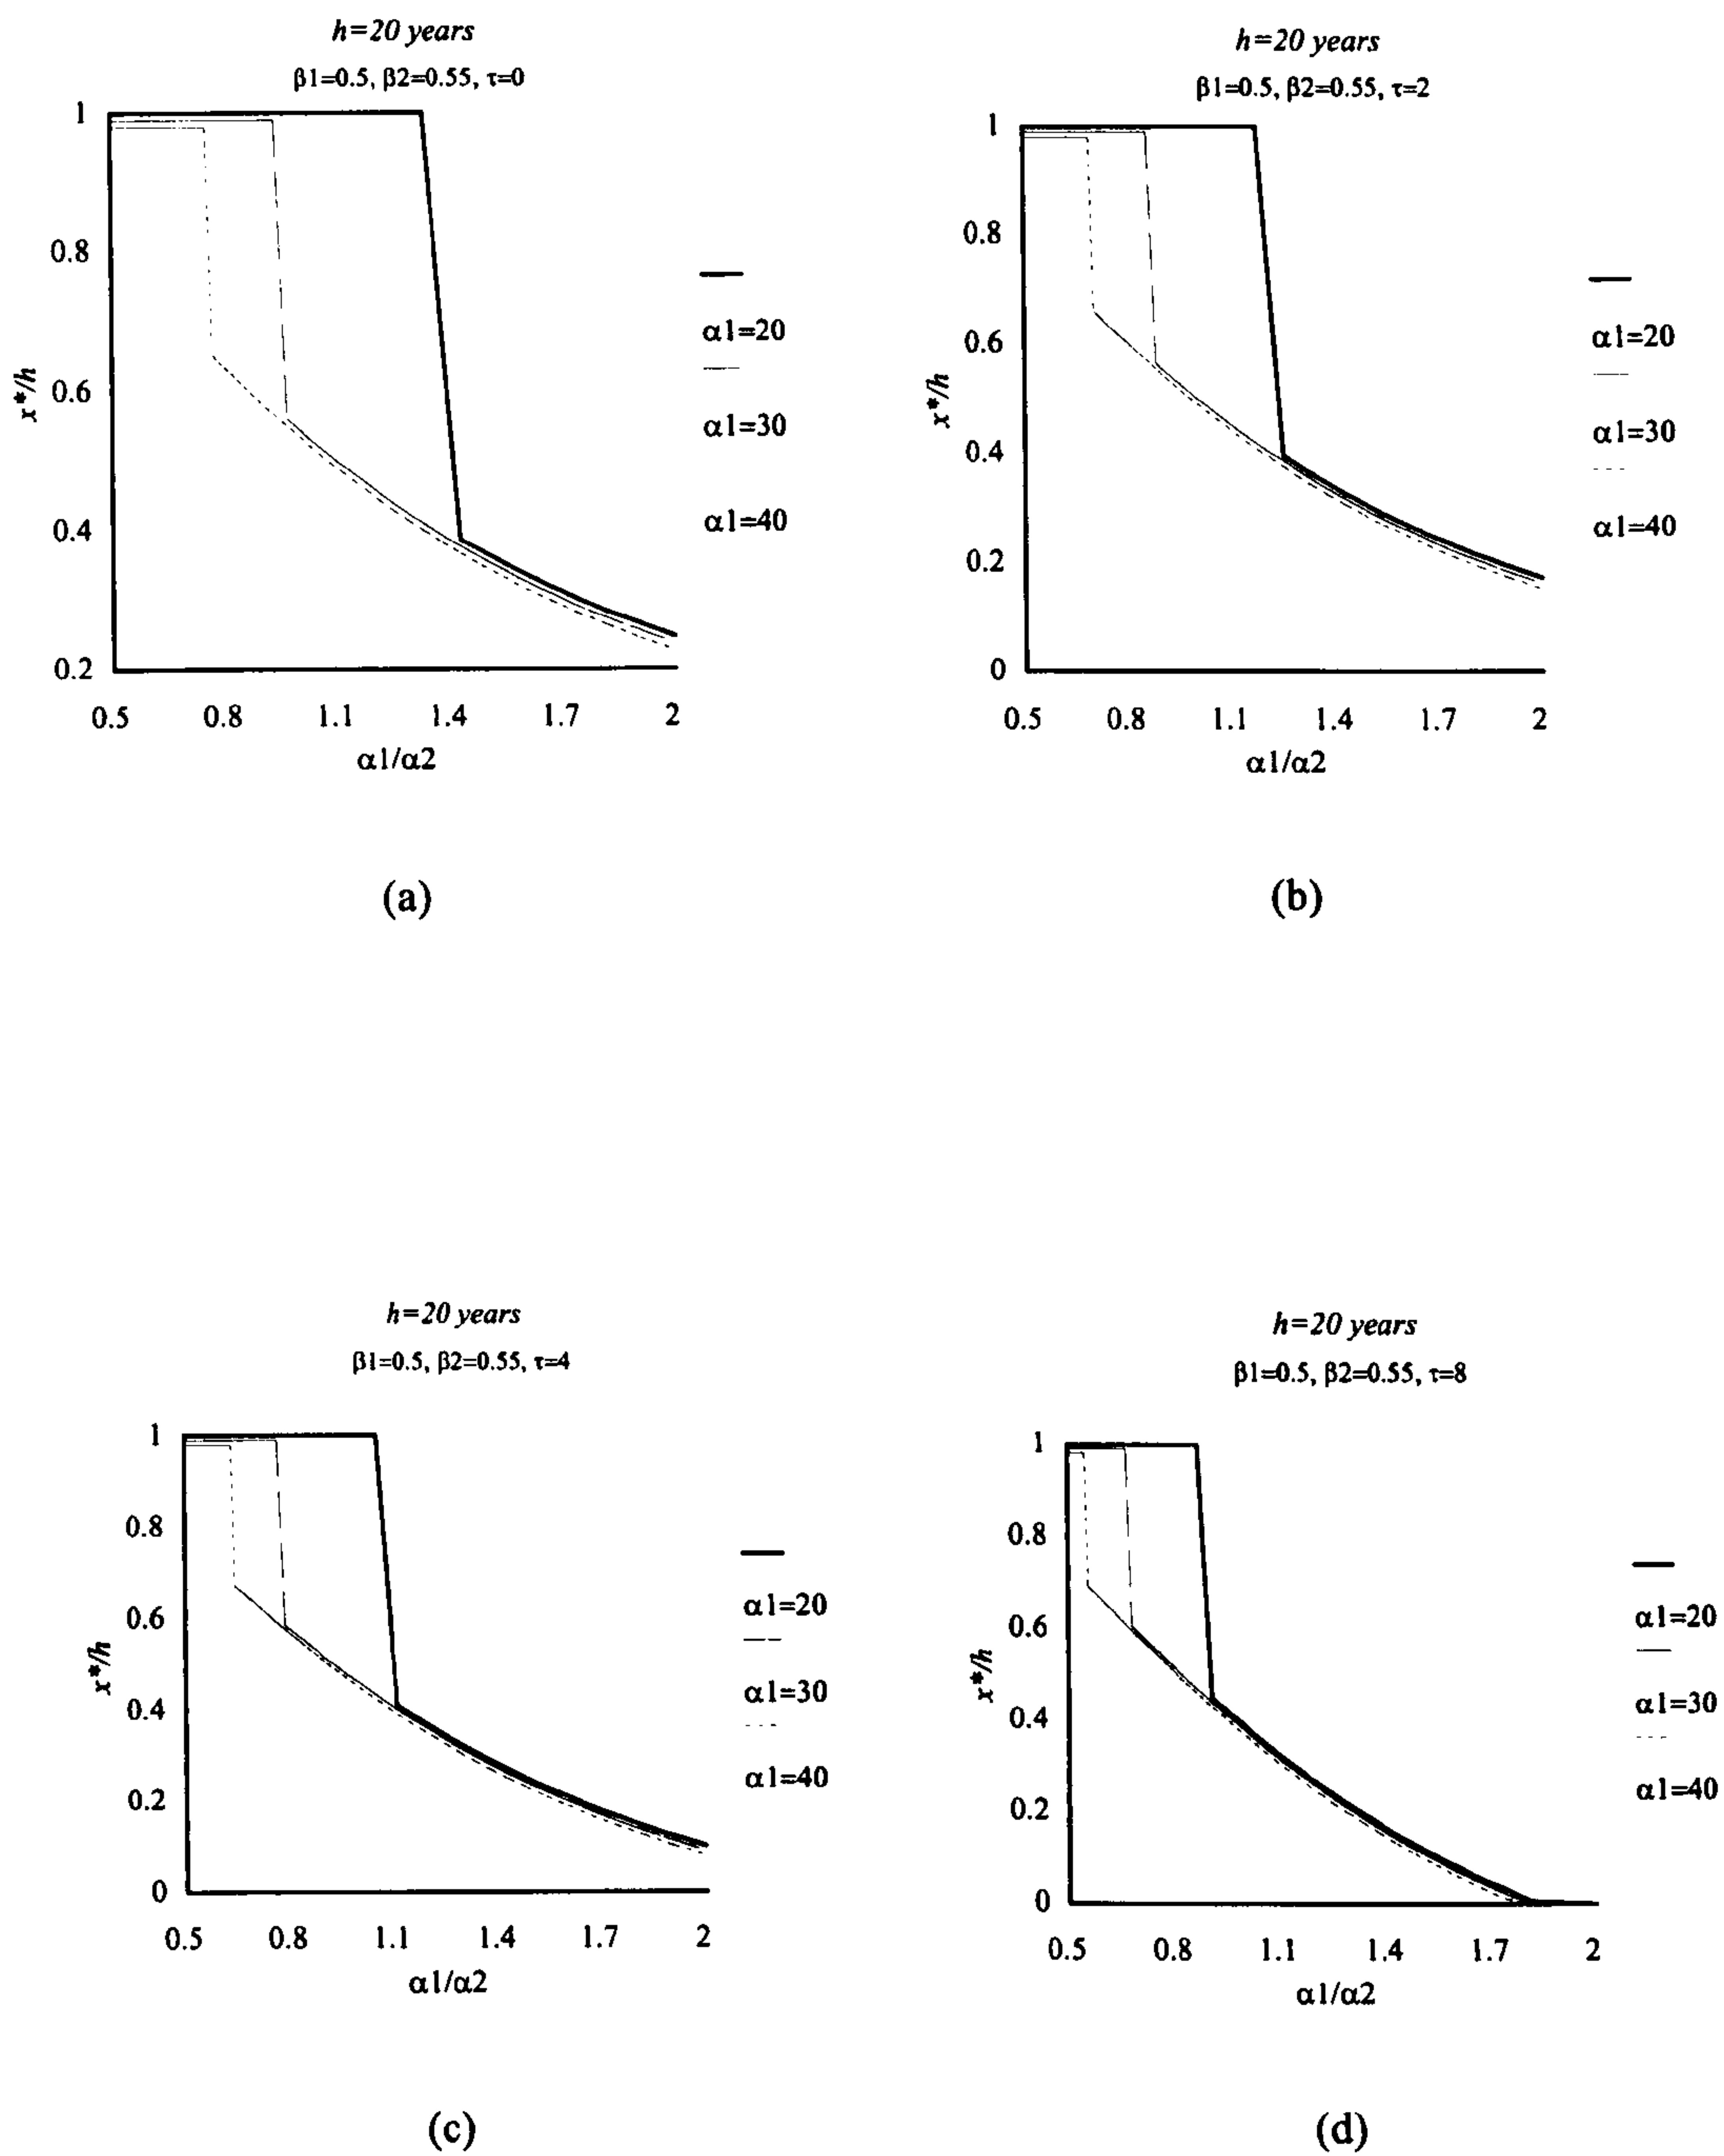 h=20 years
β1=0.5, β2=0.55, τ=0
1
0.8
0.6
0.4
0.2
x*/h
0.5 0.8 1.1 1.4 1.7 2
α1/α2
α1=20
α1=30
α1=40
(a)
h=20 years
β1=0.5, β2=0.55, τ=2
1
0.8
0.6
0.4
0.2
0
x*/h
0.5 0.8 1.1 1.4 1.7 2
α1/α2
α1=20
α1=30
α1=40
(b)
h=20 years
β1=0.5, β2=0.55, τ=4
1
0.8
0.6
0.4
0.2
0
x*/h
0.5 0.8 1.1 1.4 1.7 2
α1/α2
α1=20
α1=30
α1=40
(c)
h=20 years
β1=0.5, β2=0.55, τ=8
1
0.8
0.6
0.4
0.2
0
x*/h
0.5 0.8 1.1 1.4 1.7 2
α1/α2
α1=20
α1=30
α1=40
(d)